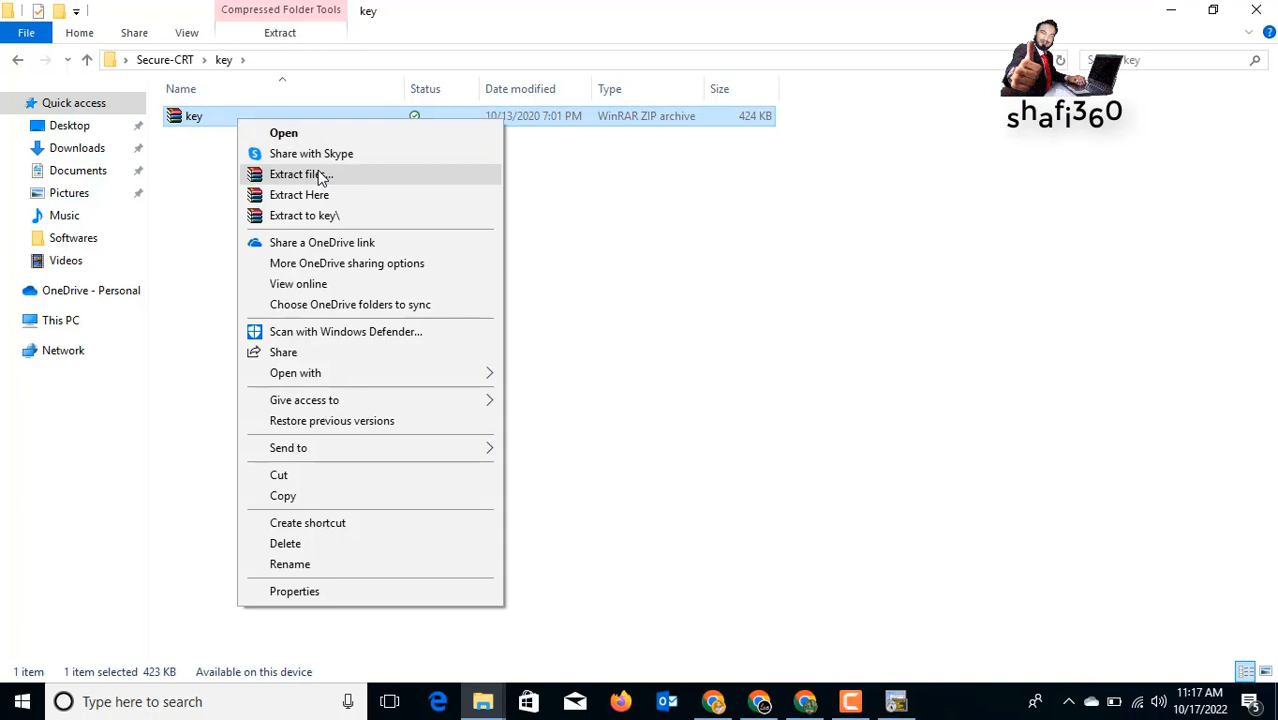 Compressed Folder Tools
key
File
Home
Share
View
Extract
Secure-CRT
key
key
Name
Status
Date modified
Type
Size
key
10/13/2020 7:01 PM
WinRAR ZIP archive
424 KB
Quick access
Desktop
Downloads
Documents
Pictures
Music
Softwares
Videos
OneDrive - Personal
This PC
Network
Open
Share with Skype
Extract Here
Extract to key\
Share a OneDrive link
More OneDrive sharing options
View online
Choose OneDrive folders to sync
Scan with Windows Defender...
Share
Open with
Give access to
Restore previous versions
Send to
Cut
Copy
Create shortcut
Delete
Rename
Properties
shafi360
1 item
1 item selected 423 KB
Available on this device
Type here to search
11:17 AM
10/17/2022
5